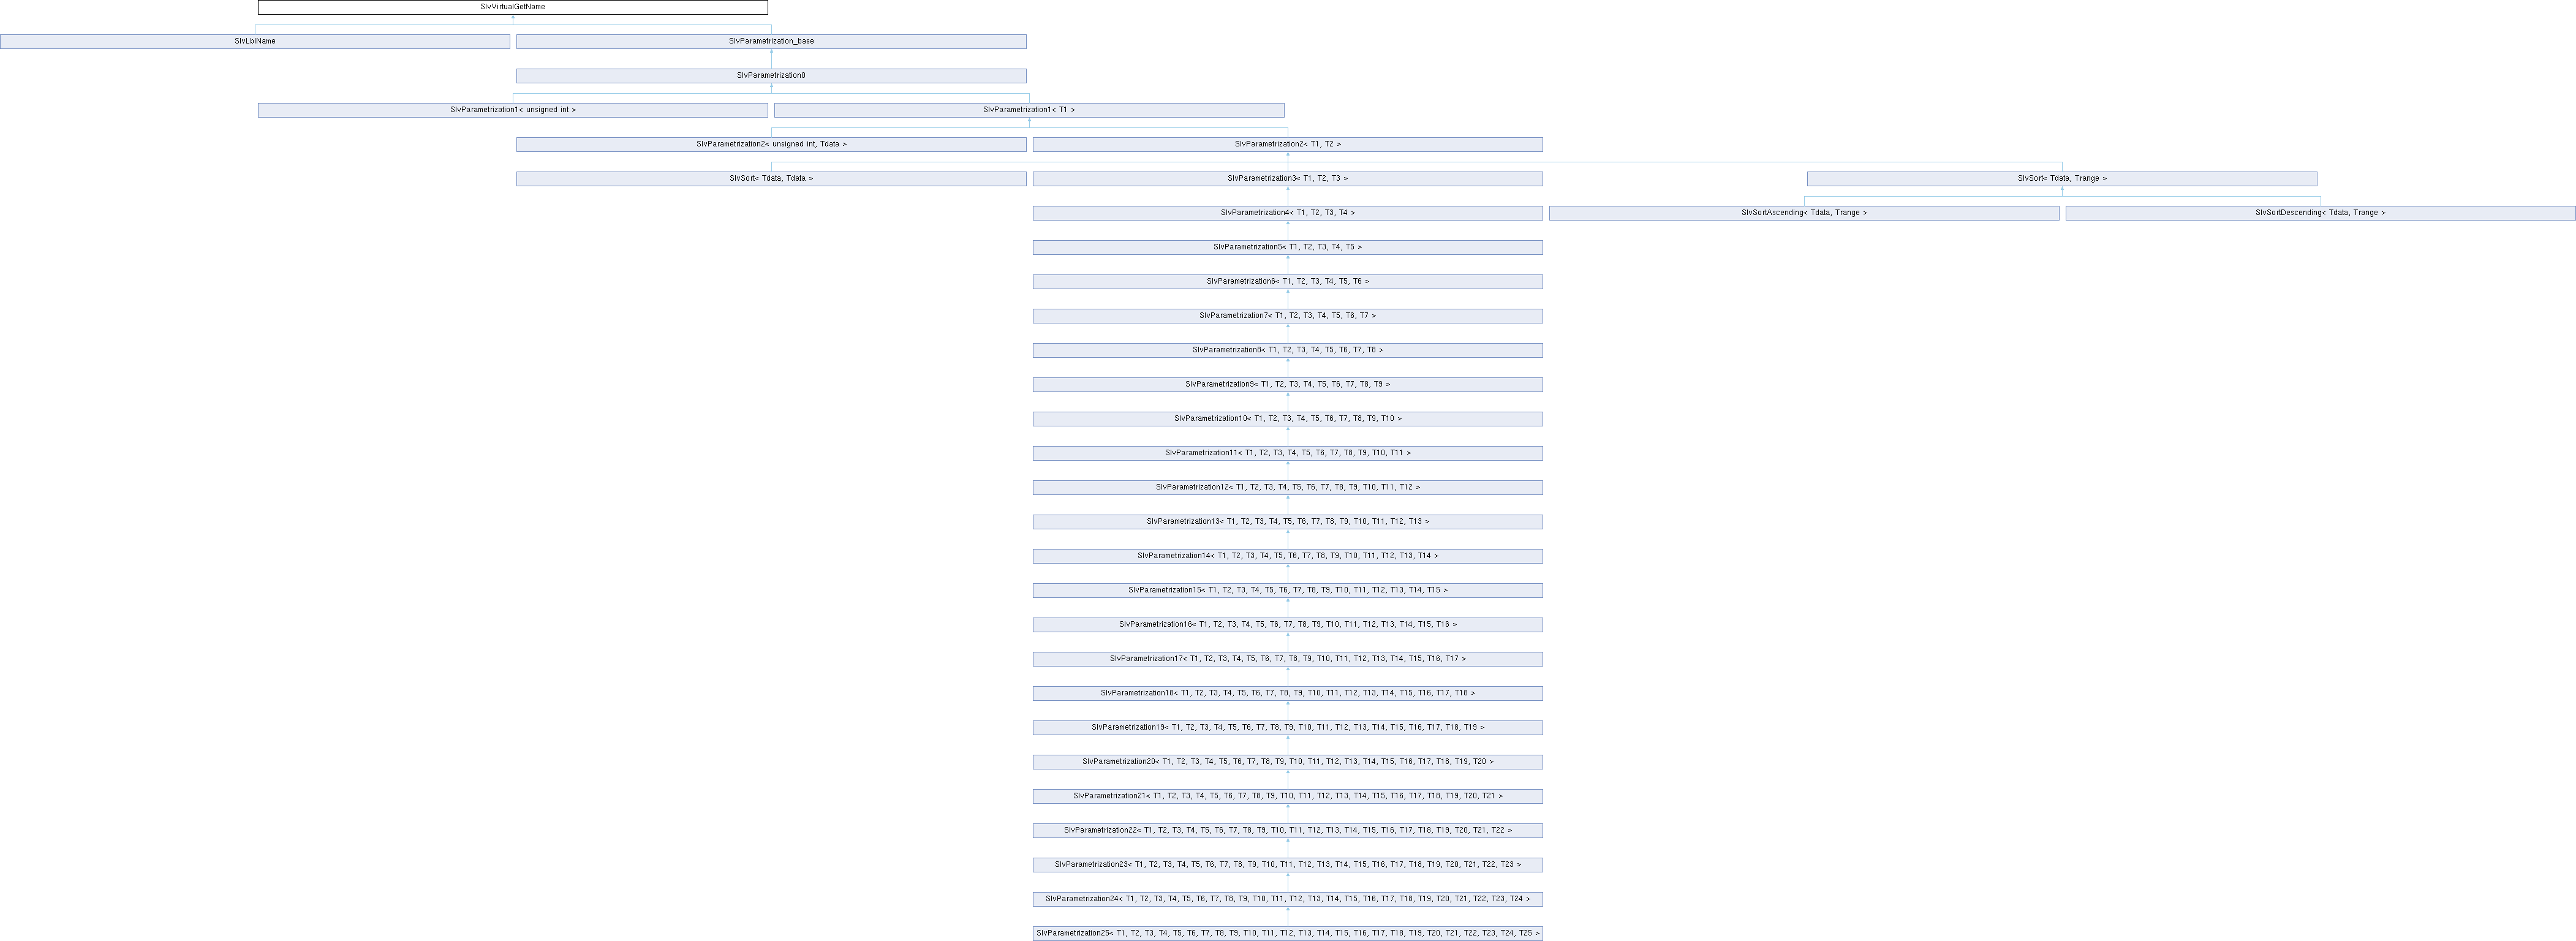 SlvVirtualGetName
SlvLblName
SlvParametrization_base
SlvParametrization0
SlvParametrization1< unsigned int >
SlvParametrization1< T1 >
SlvParametrization2< unsigned int, Tdata >
SlvParametrization2< T1, T2 >
SlvSort< Tdata, Tdata >
SlvParametrization3< T1, T2, T3 >
SlvSort< Tdata, Trange >
SlvParametrization4< T1, T2, T3, T4 >
SlvSortAscending< Tdata, Trange >
SlvSortDescending< Tdata, Trange >
SlvParametrization5< T1, T2, T3, T4, T5 >
SlvParametrization6< T1, T2, T3, T4, T5, T6 >
SlvParametrization7< T1, T2, T3, T4, T5, T6, T7 >
SlvParametrization8< T1, T2, T3, T4, T5, T6, T7, T8 >
SlvParametrization9< T1, T2, T3, T4, T5, T6, T7, T8, T9 >
SlvParametrization10< T1, T2, T3, T4, T5, T6, T7, T8, T9, T10 >
SlvParametrization11< T1, T2, T3, T4, T5, T6, T7, T8, T9, T10, T11 >
SlvParametrization12< T1, T2, T3, T4, T5, T6, T7, T8, T9, T10, T11, T12 >
SlvParametrization13< T1, T2, T3, T4, T5, T6, T7, T8, T9, T10, T11, T12, T13 >
SlvParametrization14< T1, T2, T3, T4, T5, T6, T7, T8, T9, T10, T11, T12, T13, T14 >
SlvParametrization15< T1, T2, T3, T4, T5, T6, T7, T8, T9, T10, T11, T12, T13, T14, T15 >
SlvParametrization16< T1, T2, T3, T4, T5, T6, T7, T8, T9, T10, T11, T12, T13, T14, T15, T16 >
SlvParametrization17< T1, T2, T3, T4, T5, T6, T7, T8, T9, T10, T11, T12, T13, T14, T15, T16, T17 >
SlvParametrization18< T1, T2, T3, T4, T5, T6, T7, T8, T9, T10, T11, T12, T13, T14, T15, T16, T17, T18 >
SlvParametrization19< T1, T2, T3, T4, T5, T6, T7, T8, T9, T10, T11, T12, T13, T14, T15, T16, T17, T18, T19 >
SlvParametrization20< T1, T2, T3, T4, T5, T6, T7, T8, T9, T10, T11, T12, T13, T14, T15, T16, T17, T18, T19, T20 >
SlvParametrization21< T1, T2, T3, T4, T5, T6, T7, T8, T9, T10, T11, T12, T13, T14, T15, T16, T17, T18, T19, T20, T21 >
SlvParametrization22< T1, T2, T3, T4, T5, T6, T7, T8, T9, T10, T11, T12, T13, T14, T15, T16, T17, T18, T19, T20, T21, T22 >
SlvParametrization23< T1, T2, T3, T4, T5, T6, T7, T8, T9, T10, T11, T12, T13, T14, T15, T16, T17, T18, T19, T20, T21, T22, T23 >
SlvParametrization24< T1, T2, T3, T4, T5, T6, T7, T8, T9, T10, T11, T12, T13, T14, T15, T16, T17, T18, T19, T20, T21, T22, T23, T24 >
SlvParametrization25< T1, T2, T3, T4, T5, T6, T7, T8, T9, T10, T11, T12, T13, T14, T15, T16, T17, T18, T19, T20, T21, T22, T23, T24, T25 >